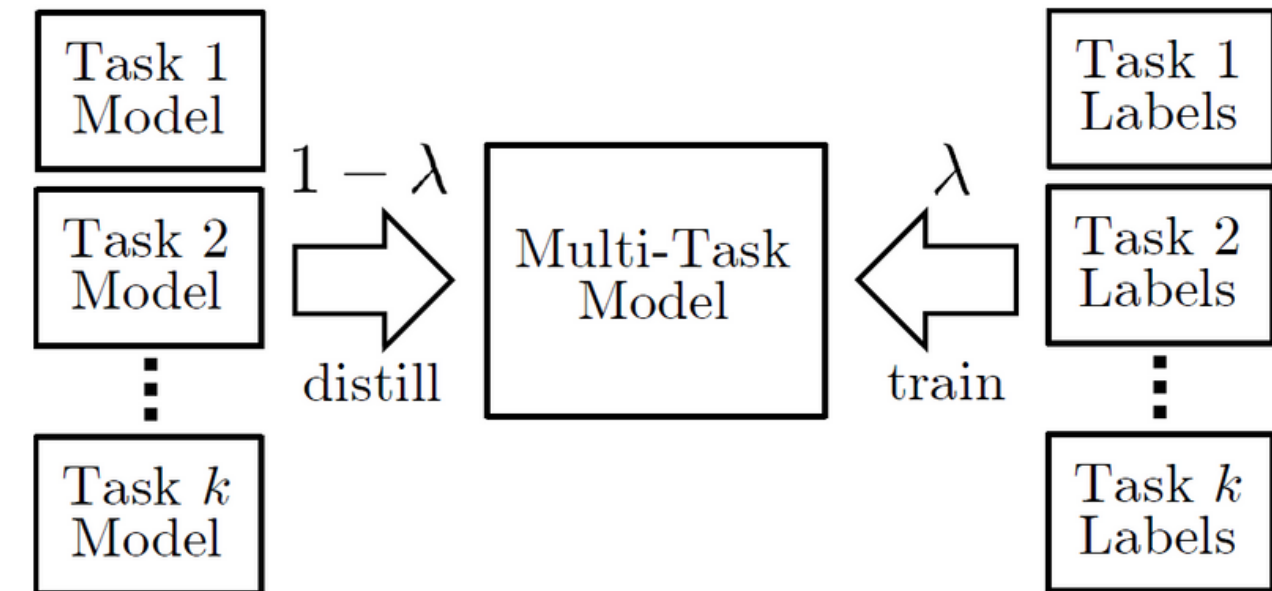 Task 1
Model
Task 2
Model
Task k
Model
1 − λ
distill
Multi-Task
Model
λ
train
Task 1
Labels
Task 2
Labels
Task k
Labels